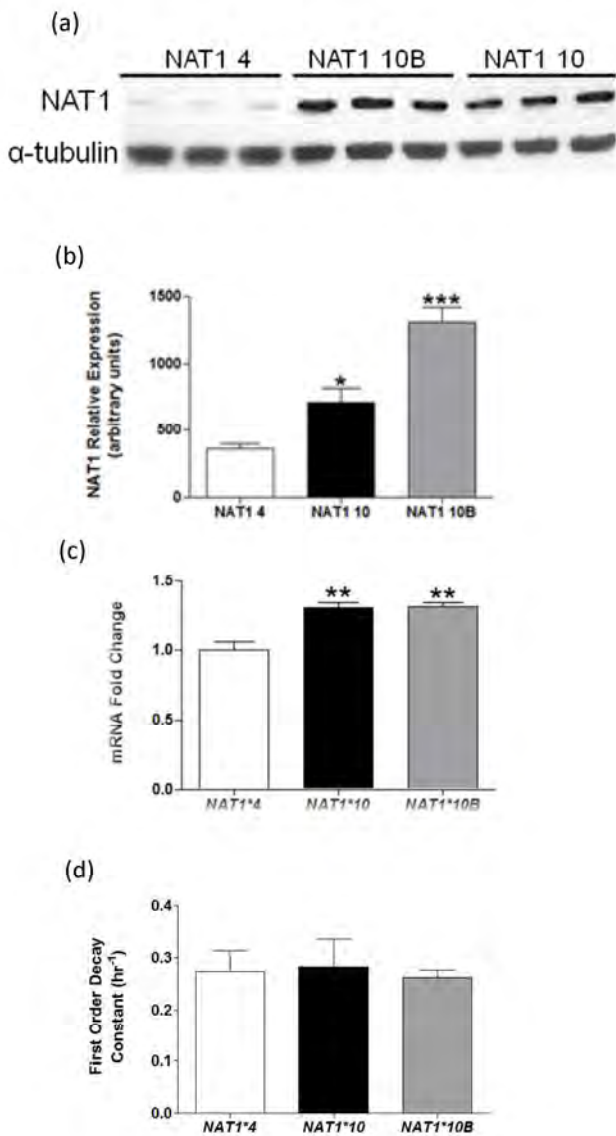 (a)
NAT1 4 NAT1 10B NAT1 10
NAT1
α-tubulin
(b)
NAT1 Relative Expression
(arbitrary units)
1500
1000
500
0
*
***
NAT1 4 NAT1 10 NAT1 10B
(c)
mRNA Fold Change
1.5
1.0
0.5
0.0
** **
NAT1*4 NAT1*10 NAT1*10B
(d)
First Order Decay
Constant (hr⁻¹)
0.4
0.3
0.2
0.1
0.0
NAT1*4 NAT1*10 NAT1*10B